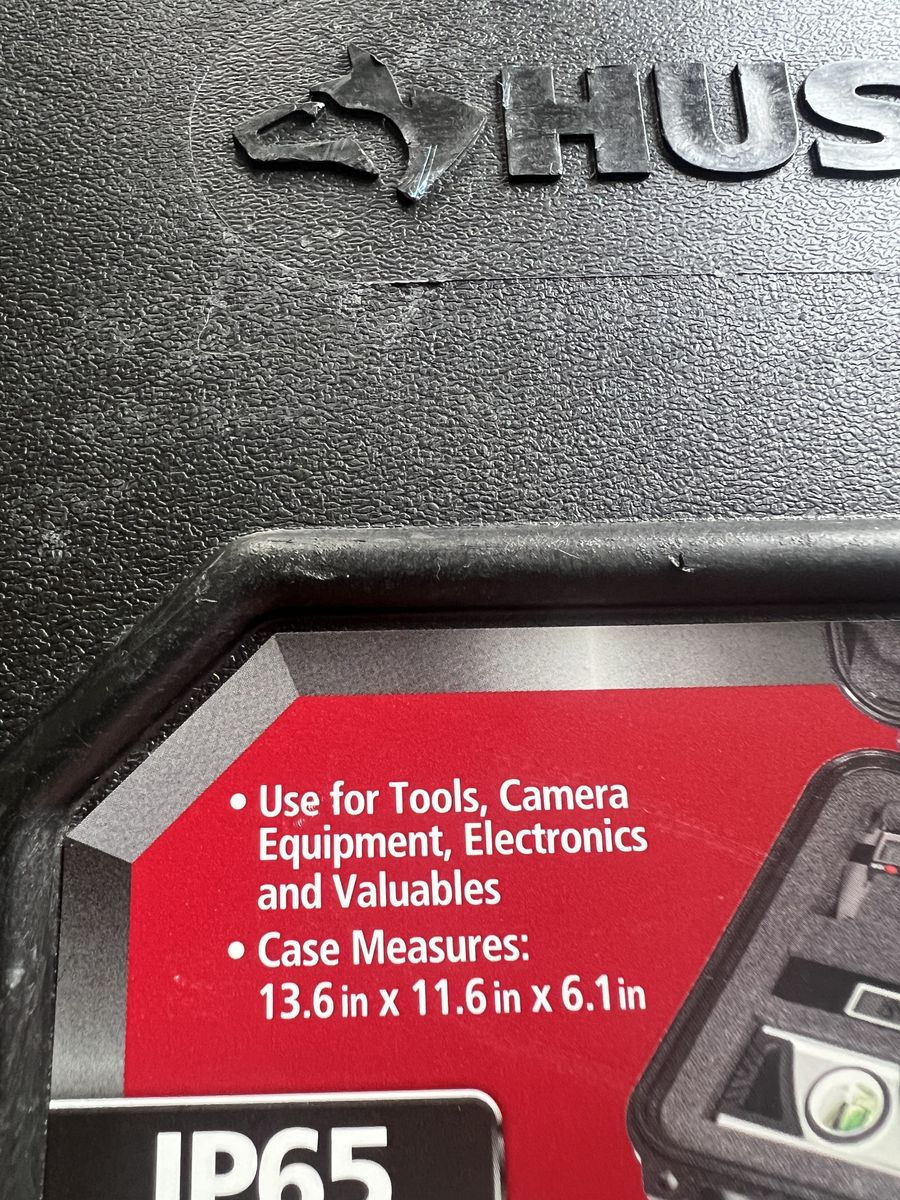 HUS
• Use for Tools, Camera
Equipment, Electronics
and Valuables
• Case Measures:
13.6 in x 11.6 in x 6.1 in
IP65